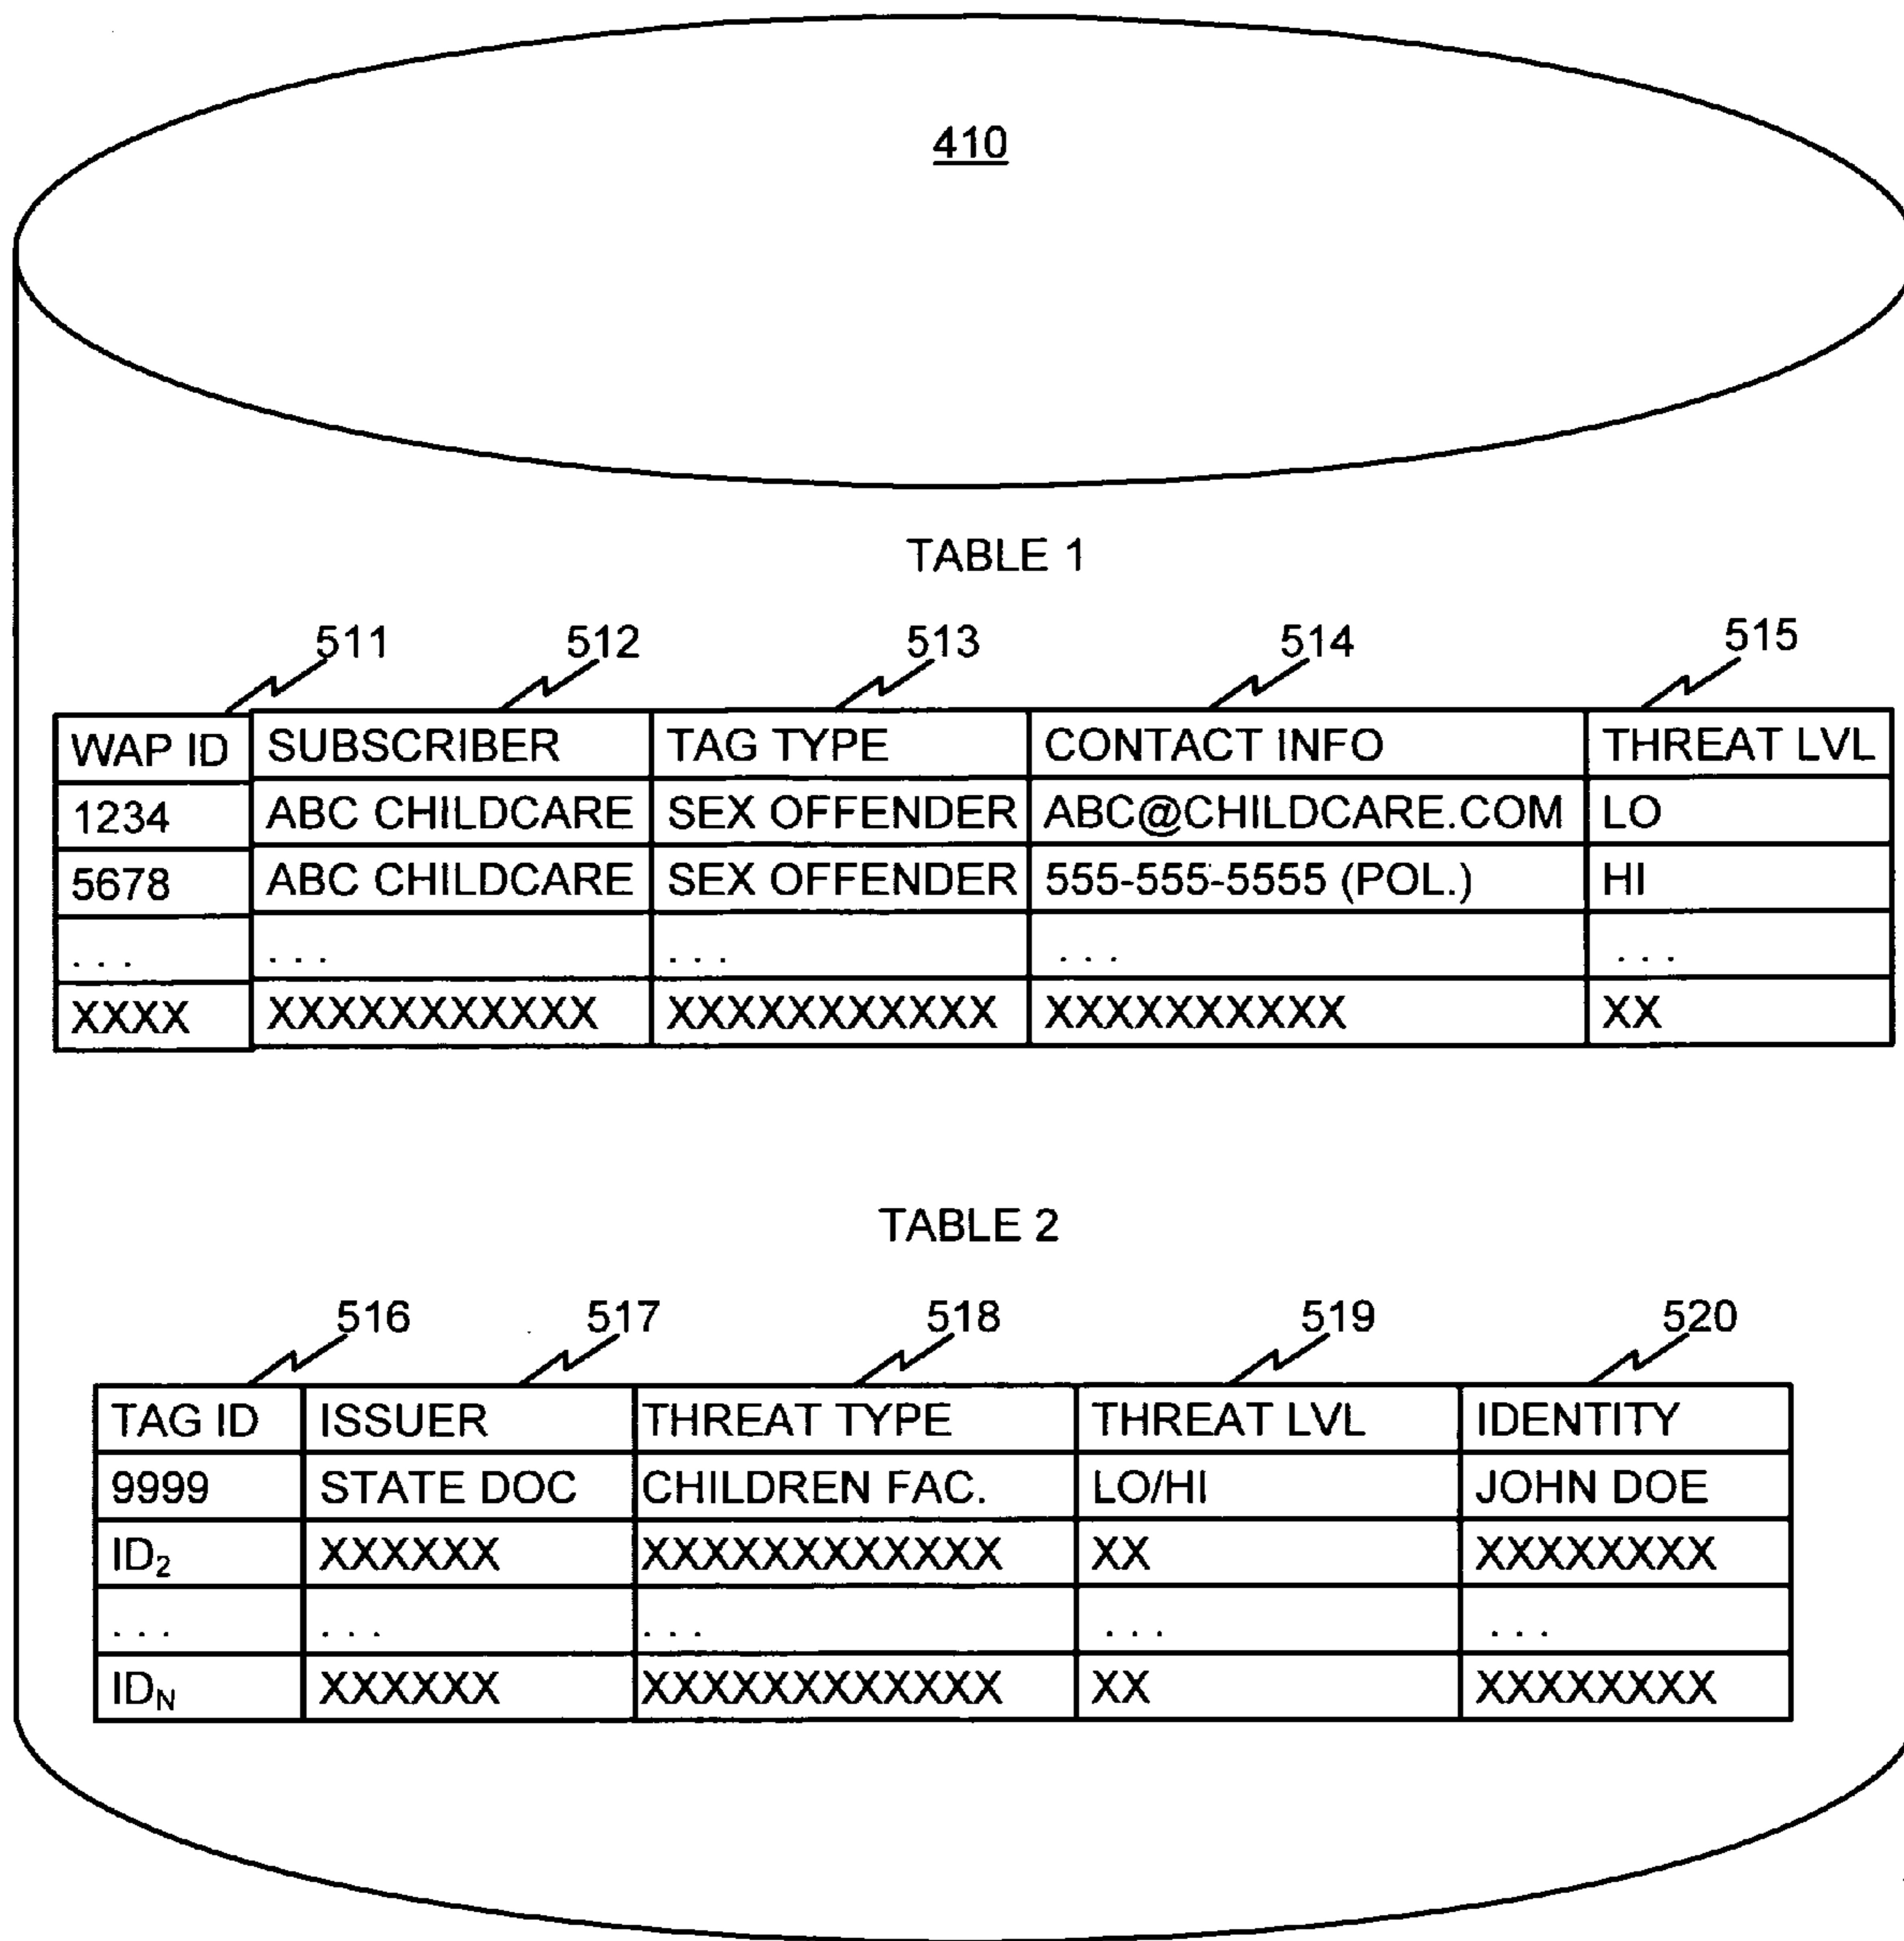 410
TABLE 1
511 512 513 514 515
WAP ID SUBSCRIBER TAG TYPE CONTACT INFO THREAT LVL
1234 ABC CHILDCARE SEX OFFENDER ABC@CHILDCARE.COM LO
5678 ABC CHILDCARE SEX OFFENDER 555-555-5555 (POL.) HI
. . . . . . . . . . . . . . .
XXXX XXXXXXXXXXX XXXXXXXXXXX XXXXXXXXXX XX
TABLE 2
516 517 518 519 520
TAG ID ISSUER THREAT TYPE THREAT LVL IDENTITY
9999 STATE DOC CHILDREN FAC. LO/HI JOHN DOE
ID₂ XXXXXX XXXXXXXXXXXX XX XXXXXXXX
. . . . . . . . . . . . . . .
ID_N XXXXXX XXXXXXXXXXXX XX XXXXXXXX